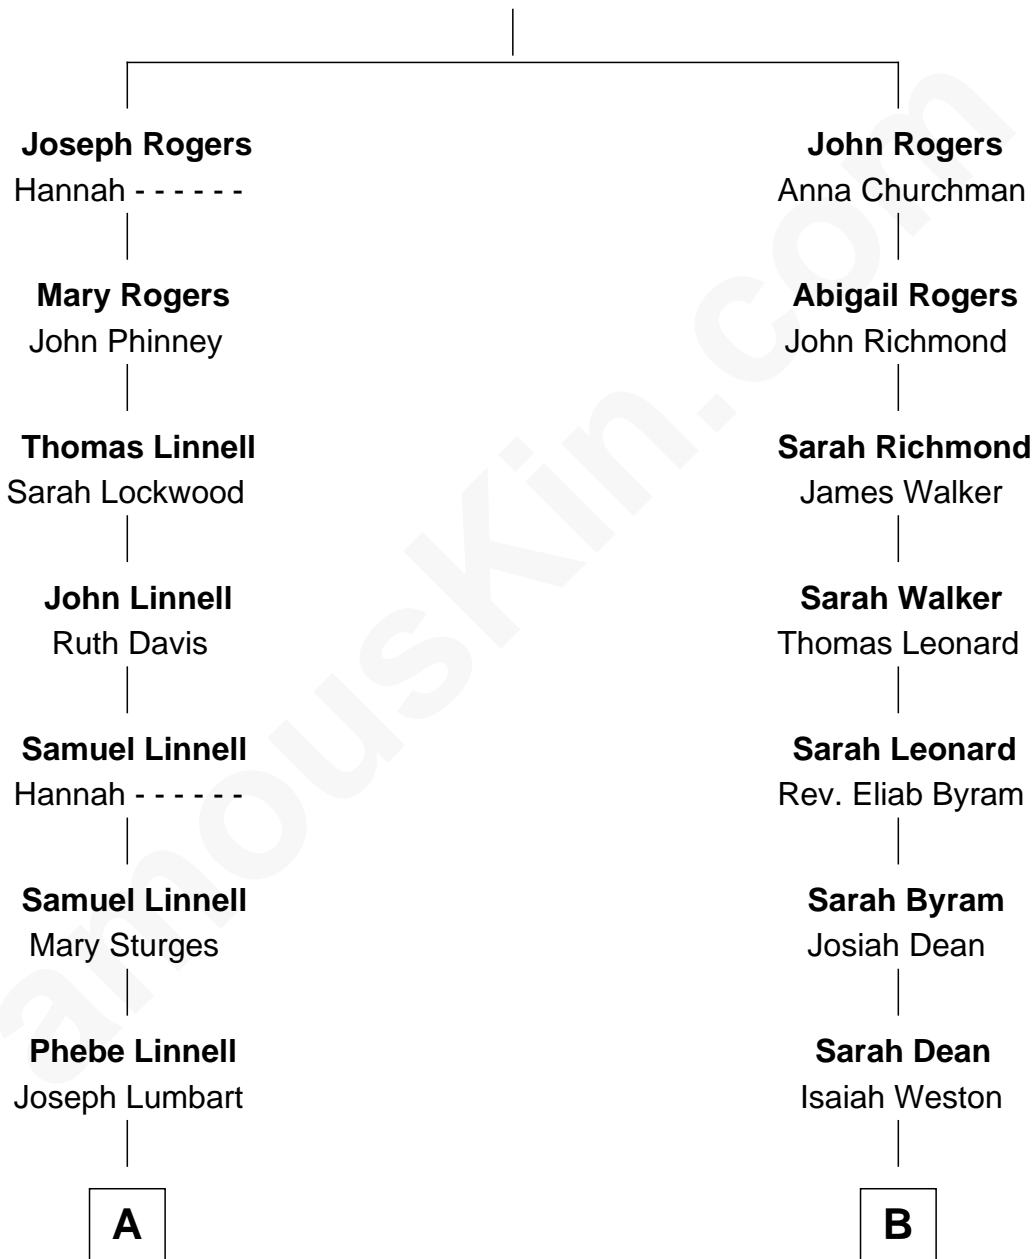 Joseph Rogers
Hannah - - - - - -
Mary Rogers
John Phinney
Thomas Linnell
Sarah Lockwood
John Linnell
Ruth Davis
Samuel Linnell
Hannah - - - - - -
Samuel Linnell
Mary Sturges
Phebe Linnell
Joseph Lumbart
A
John Rogers
Anna Churchman
Abigail Rogers
John Richmond
Sarah Richmond
James Walker
Sarah Walker
Thomas Leonard
Sarah Leonard
Rev. Eliab Byram
Sarah Byram
Josiah Dean
Sarah Dean
Isaiah Weston
B
amouskin.com